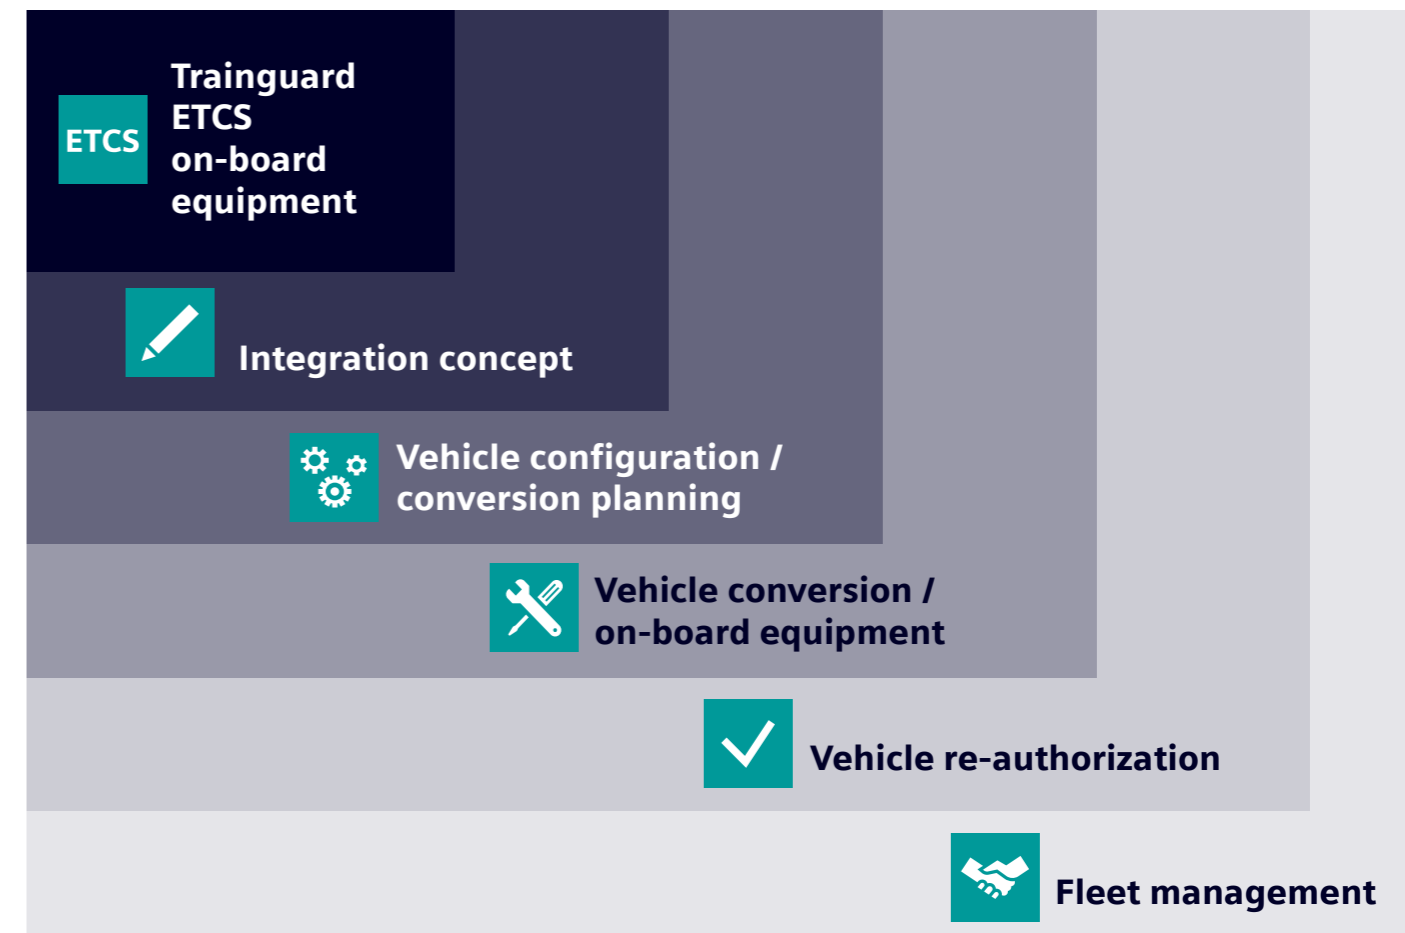 ETCS
Trainguard
ETCS
on-board
equipment
Integration concept
Vehicle configuration /
conversion planning
Vehicle conversion /
on-board equipment
Vehicle re-authorization
Fleet management